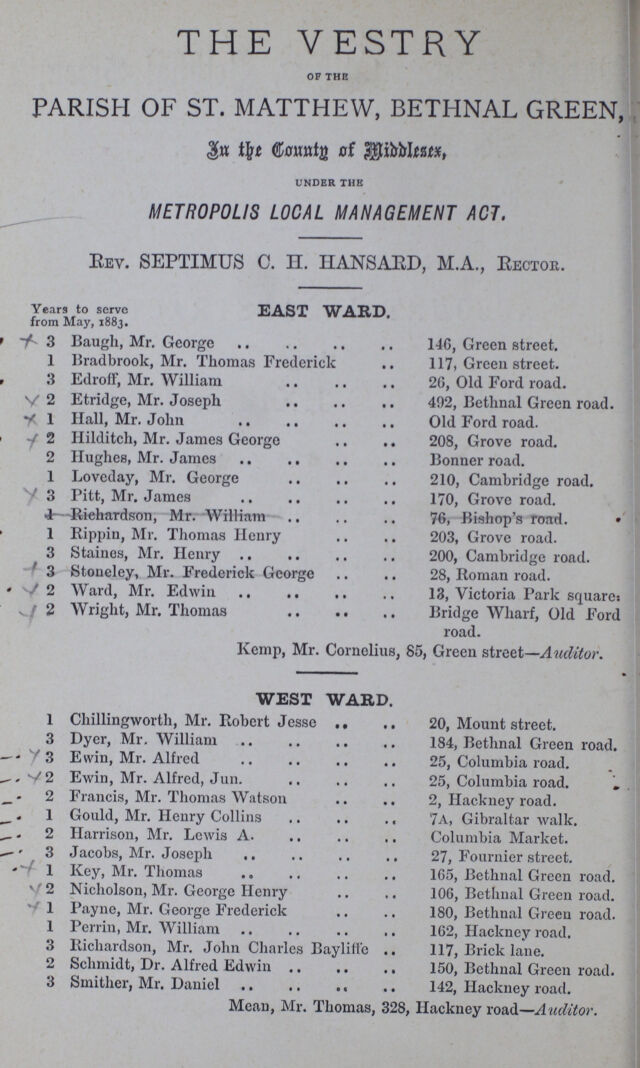 THE VESTRY
OF THE
PARISH OF ST. MATTHEW, BETHNAL GREEN,
In the County of Middlesex,
UNDER THE
METROPOLIS LOCAL MANAGEMENT ACT.
REV. SEPTIMUS C. H. HANSARD, M.A., RECTOR.
Years to serve
from May, 1883.
EAST WARD.
3 Baugh, Mr. George .. .. .. .. 146, Green street.
1 Bradbrook, Mr. Thomas Frederick .. 117, Green street.
3 Edroff, Mr. William .. .. .. 26, Old Ford road.
2 Etridge, Mr. Joseph .. .. .. 492, Bethnal Green road.
1 Hall, Mr. John .. .. .. .. Old Ford road.
2 Hilditch, Mr. James George .. .. 208, Grove road.
2 Hughes, Mr. James .. .. .. .. Bonner road.
1 Loveday, Mr. George .. .. .. 210, Cambridge road.
3 Pitt, Mr. James .. .. .. .. 170, Grove road.
1 Richardson, Mr. William .. .. .. 76, Bishop's road.
1 Rippin, Mr. Thomas Henry .. .. 203, Grove road.
3 Staines, Mr. Henry .. .. .. .. 200, Cambridge road.
3 Stoneley, Mr. Frederick George .. .. 28, Roman road.
2 Ward, Mr. Edwin .. .. .. .. 13, Victoria Park square:
2 Wright, Mr. Thomas .. .. .. Bridge Wharf, Old Ford
road.
Kemp, Mr. Cornelius, 85, Green street—Auditor.
WEST WARD.
1 Chillingworth, Mr. Robert Jesse .. .. 20, Mount street.
3 Dyer, Mr. William .. .. .. .. 184, Bethnal Green road.
3 Ewin, Mr. Alfred .. .. .. .. 25, Columbia road.
2 Ewin, Mr. Alfred, Jun. .. .. .. 25, Columbia road.
2 Francis, Mr. Thomas Watson .. .. 2, Hackney road.
1 Gould, Mr. Henry Collins .. .. .. 7A, Gibraltar walk.
2 Harrison, Mr. Lewis A. .. .. .. Columbia Market.
3 Jacobs, Mr. Joseph .. .. .. .. 27, Fournier street.
1 Key, Mr. Thomas .. .. .. .. 165, Bethnal Green road.
2 Nicholson, Mr. George Henry .. .. 106, Bethnal Green road.
1 Payne, Mr. George Frederick .. .. 180, Bethnal Green road.
1 Perrin, Mr. William .. .. .. .. 162, Hackney road.
3 Richardson, Mr. John Charles Bayliffe .. 117, Brick lane.
2 Schmidt, Dr. Alfred Edwin .. .. .. 150, Bethnal Green road.
3 Smither, Mr. Daniel .. .. .. .. 142, Hackney road.
Mean, Mr. Thomas, 328, Hackney road—Auditor.